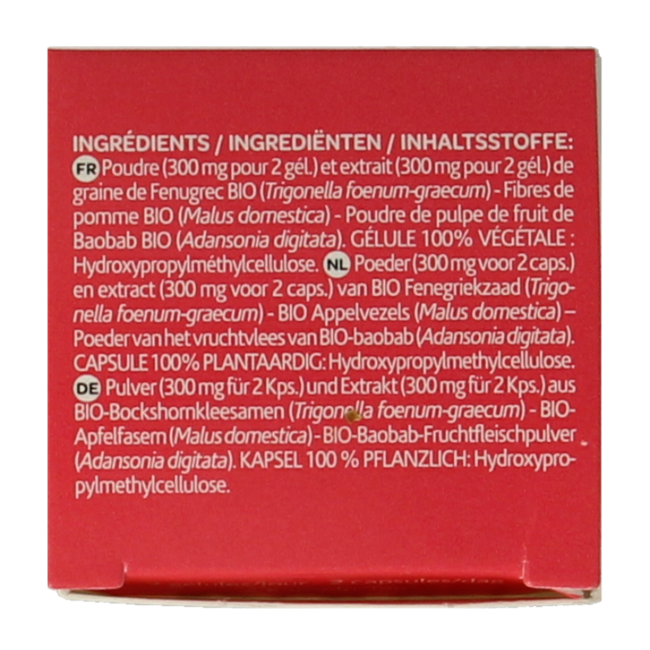 INGRÉDIENTS / INGREDIËNTEN / INHALTSSTOFFE:
FR Poudre (300 mg pour 2 gél.) et extrait (300 mg pour 2 gél.) de
graine de Fenugrec BIO (Trigonella foenum-graecum) - Fibres de
pomme BIO (Malus domestica) - Poudre de pulpe de fruit de
Baobab BIO (Adansonia digitata). GÉLULE 100% VÉGÉTALE :
Hydroxypropylméthylcellulose. NL Poeder (300 mg voor 2 caps.)
en extract (300 mg voor 2 caps.) van BIO Fenegriekzaad (Trigo-
nella foenum-graecum) - BIO Appelvezels (Malus domestica) –
Poeder van het vruchtvlees van BIO-baobab (Adansonia digitata).
CAPSULE 100% PLANTAARDIG: Hydroxypropylmethylcellulose.
DE Pulver (300 mg für 2 Kps.) und Extrakt (300 mg für 2 Kps.) aus
BIO-Bockshornkleesamen (Trigonella foenum-graecum) - BIO-
Apfelfasern (Malus domestica) - BIO-Baobab-Fruchtfleischpulver
(Adansonia digitata). KAPSEL 100 % PFLANZLICH: Hydroxypro-
pylmethylcellulose.